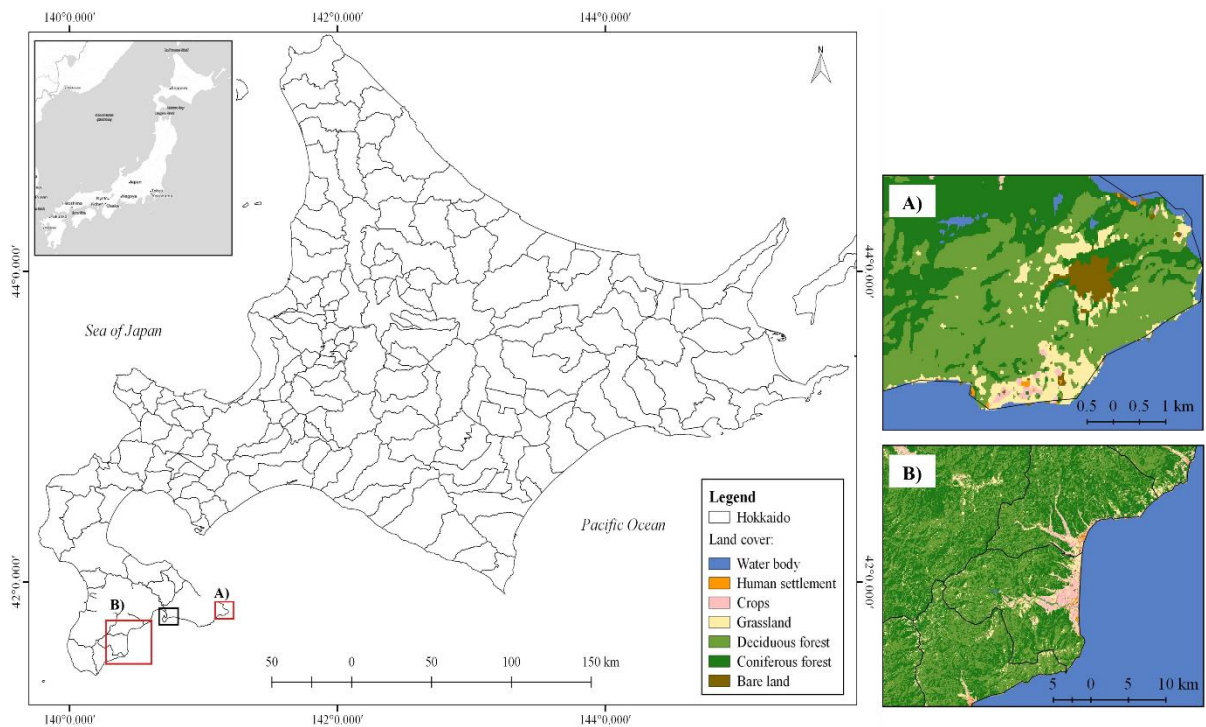 140°0.000'
142°0.000'
144°0.000'
N
Japan
44°0.000'
44°0.000'
Sea of Japan
Pacific Ocean
42°0.000'
42°0.000'
B)
A)
50 0 50 100 150 km
Legend
Hokkaido
Land cover:
Water body
Human settlement
Crops
Grassland
Deciduous forest
Coniferous forest
Bare land
140°0.000'
142°0.000'
144°0.000'
A)
0.5 0 0.5 1 km
B)
5 0 10 km